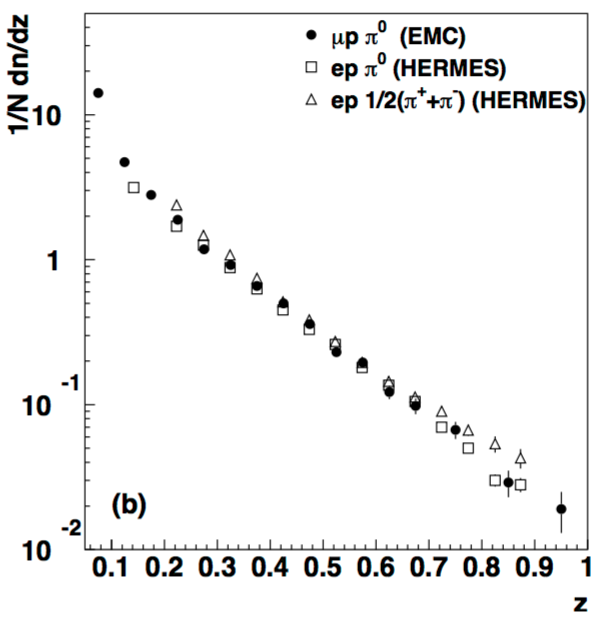 1/N dn/dz
● μp π⁰ (EMC)
□ ep π⁰ (HERMES)
△ ep 1/2(π⁺+π⁻) (HERMES)
10
1
10⁻¹
10⁻²
(b)
0.1 0.2 0.3 0.4 0.5 0.6 0.7 0.8 0.9 1
z